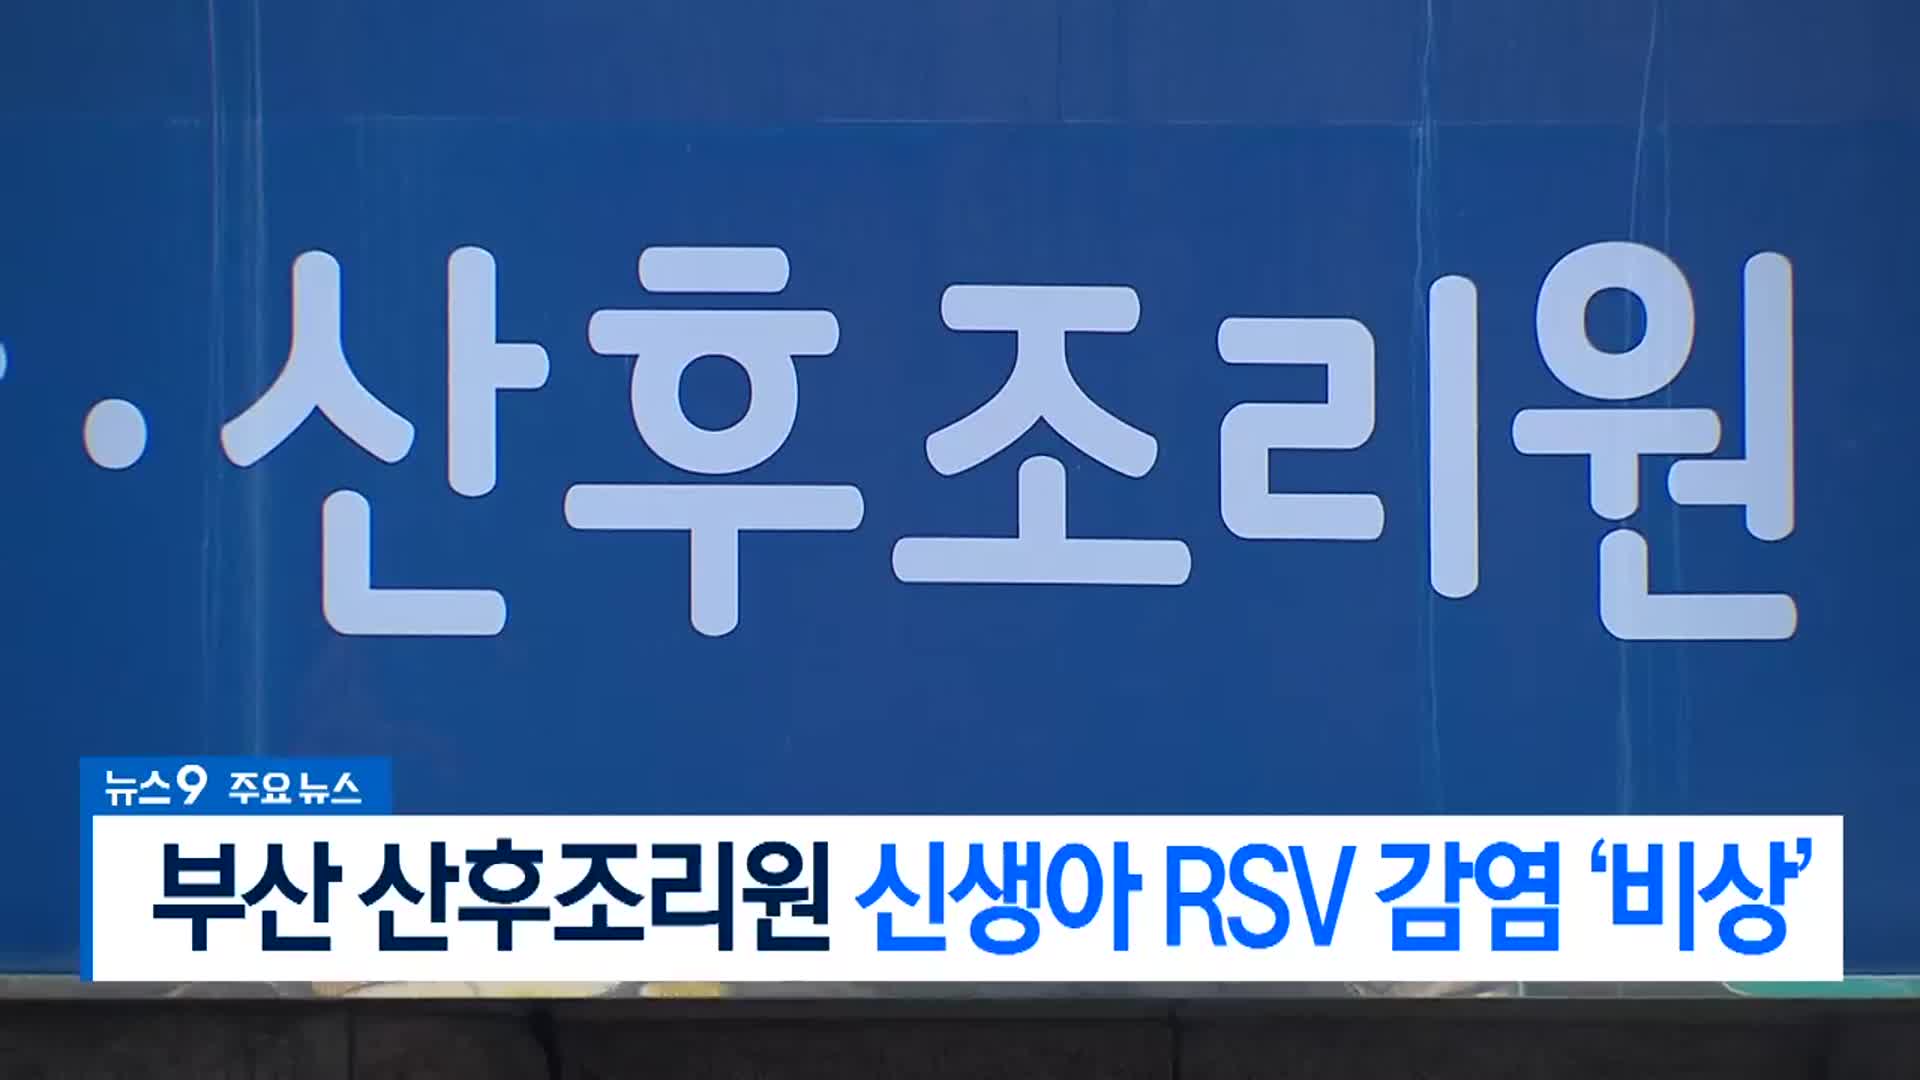 산후조리원
뉴스9 주요 뉴스
부산 산후조리원 신생아 RSV 감염 ‘비상’